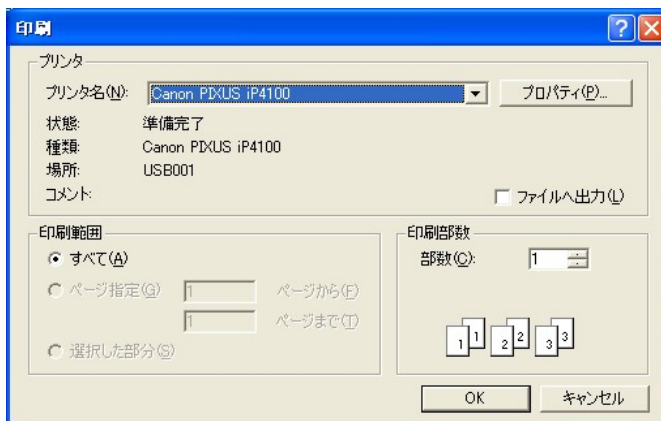 印刷
プリンタ
プリンタ名(N): Canon PIXUS iP4100 プロパティ(P)...
状態: 準備完了
種類: Canon PIXUS iP4100
場所: USB001
コメント:
ファイルへ出力(L)
印刷範囲
すべて(A)
ページ指定(G) 1 ページから(F)
1 ページまで(T)
選択した部分(S)
印刷部数
部数(C): 1
1 1 2 2 3 3
OK キャンセル